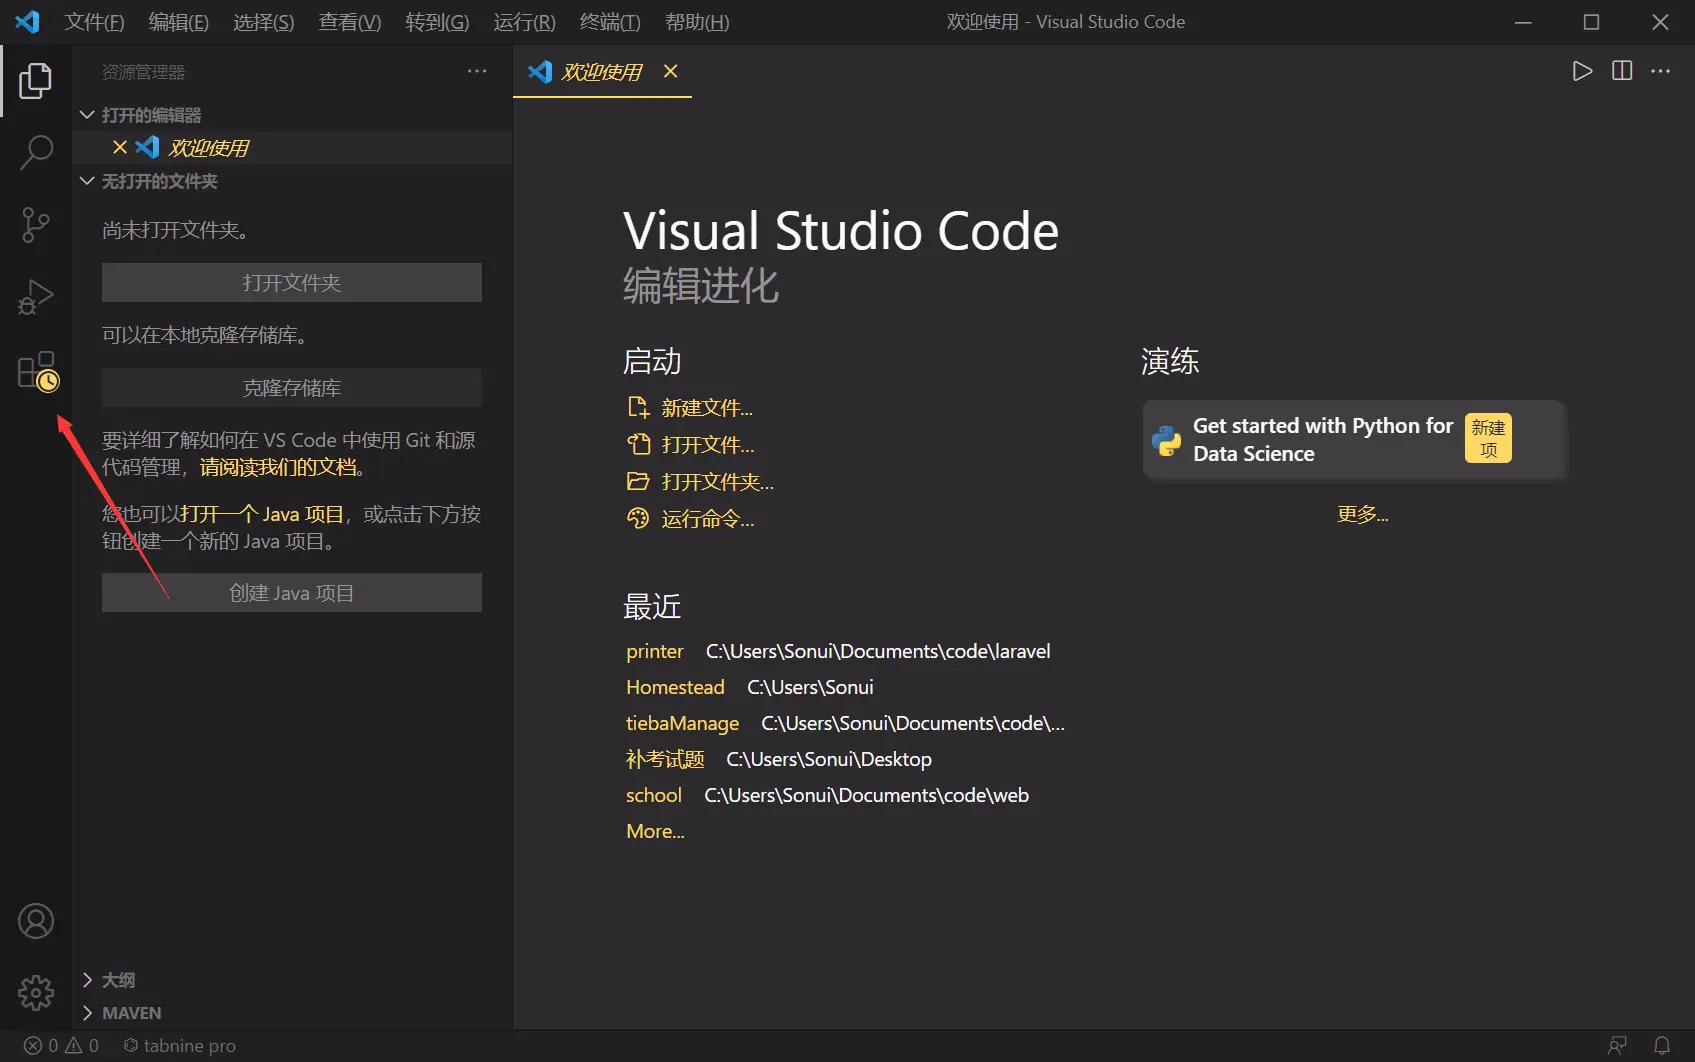 文件(F) 编辑(E) 选择(S) 查看(V) 转到(G) 运行(R) 终端(T) 帮助(H)
欢迎使用 - Visual Studio Code
资源管理器
打开的编辑器
欢迎使用
无打开的文件夹
尚未打开文件夹。
打开文件夹
可以在本地克隆存储库。
克隆存储库
要详细了解如何在 VS Code 中使用 Git 和源
代码管理，请阅读我们的文档。
您也可以打开一个 Java 项目，或点击下方按
钮创建一个新的 Java 项目。
创建 Java 项目
大纲
MAVEN
欢迎使用
Visual Studio Code
编辑进化
启动
新建文件...
打开文件...
打开文件夹...
运行命令...
最近
printer C:\Users\Sonui\Documents\code\laravel
Homestead C:\Users\Sonui
tiebaManage C:\Users\Sonui\Documents\code\...
补考试题 C:\Users\Sonui\Desktop
school C:\Users\Sonui\Documents\code\web
More...
演练
Get started with Python for
Data Science
新建
项
更多...
0 0 tabnine pro